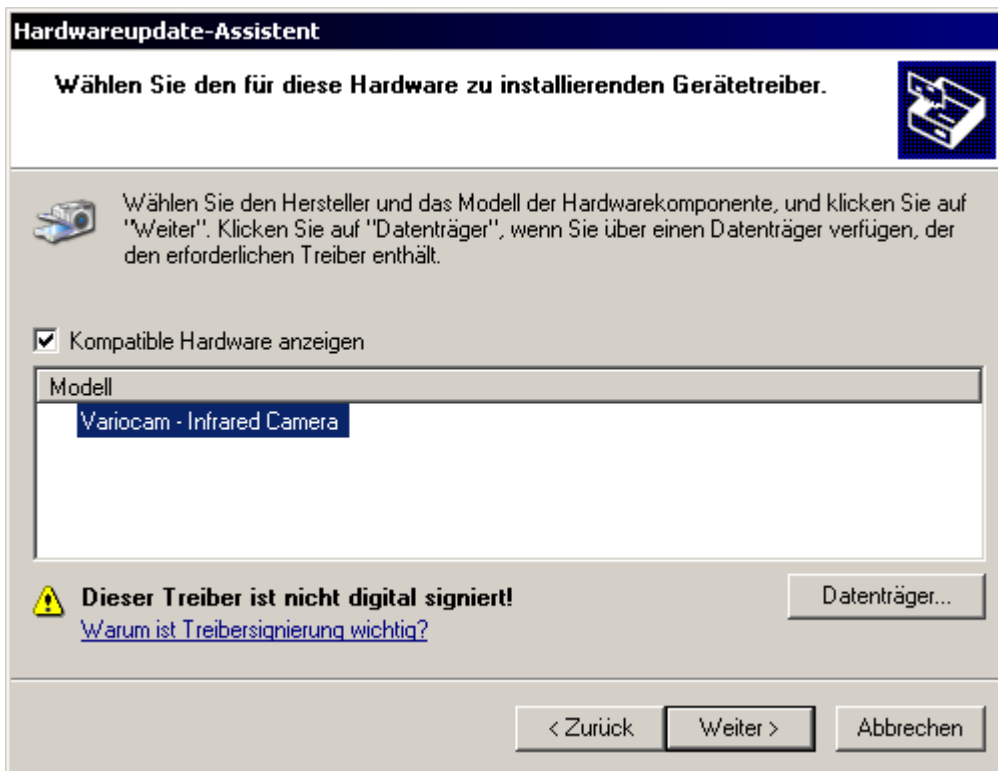 Hardwareupdate-Assistent
Wählen Sie den für diese Hardware zu installierenden Gerätetreiber.
Wählen Sie den Hersteller und das Modell der Hardwarekomponente, und klicken Sie auf
"Weiter". Klicken Sie auf "Datenträger", wenn Sie über einen Datenträger verfügen, der
den erforderlichen Treiber enthält.
Kompatible Hardware anzeigen
Modell
Variocam - Infrared Camera
Dieser Treiber ist nicht digital signiert!
Datenträger...
Warum ist Treibersignierung wichtig?
< Zurück
Weiter >
Abbrechen